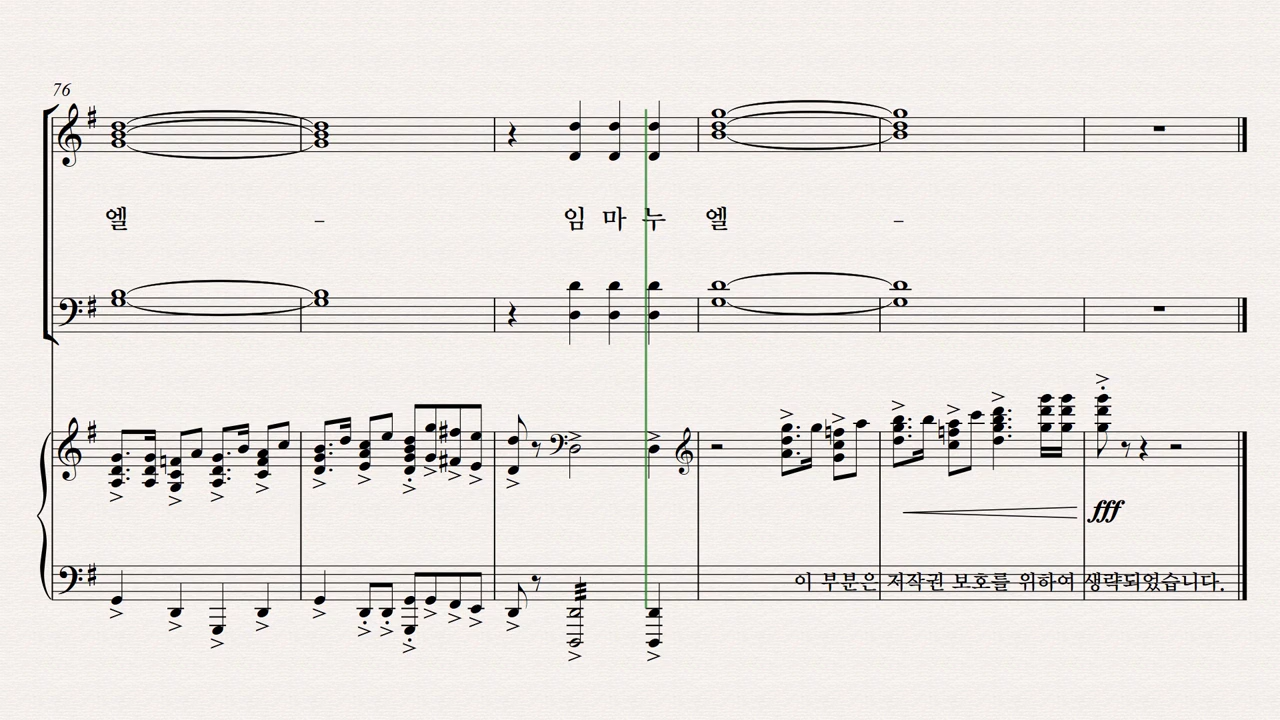 76
엘 - 임 마 누 엘 -
fff
이 부분은 저작권 보호를 위하여 생략되었습니다.